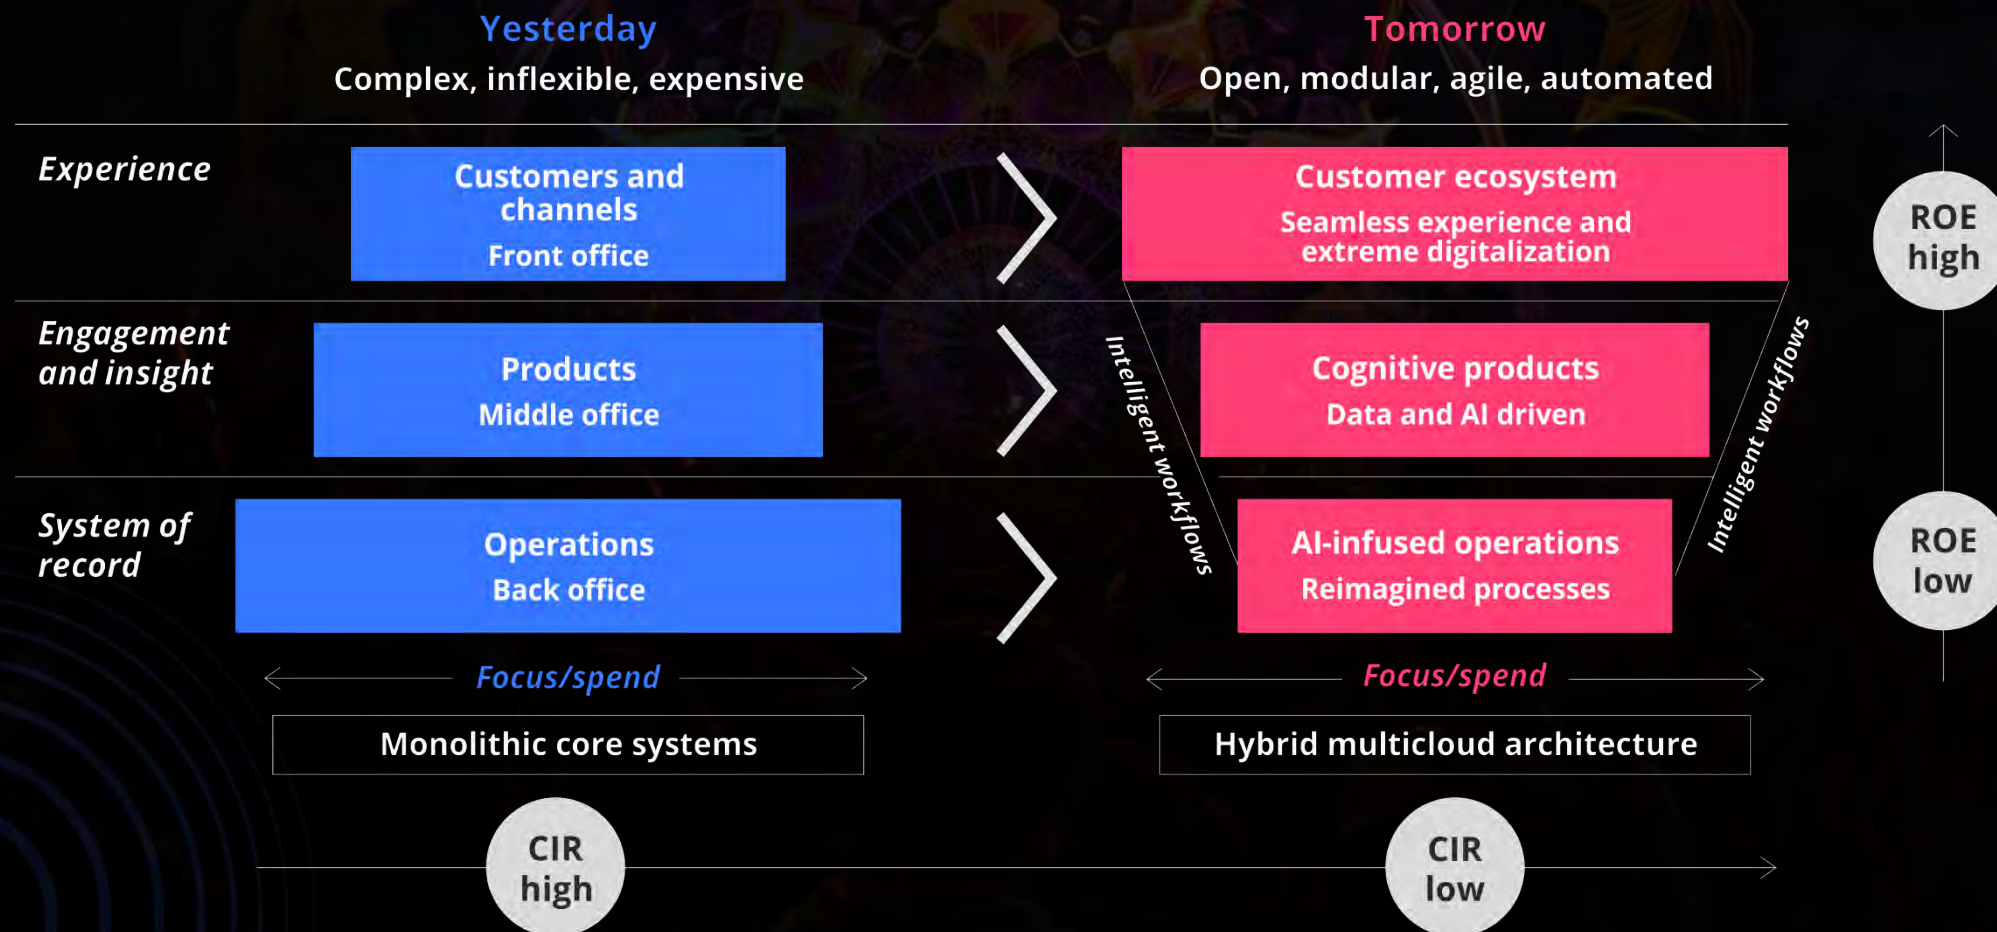 Yesterday
Complex, inflexible, expensive
Tomorrow
Open, modular, agile, automated
Experience
Customers and
channels
Front office
Customer ecosystem
Seamless experience and
extreme digitalization
ROE
high
Engagement
and insight
Products
Middle office
Intelligent workflows
Cognitive products
Data and AI driven
Intelligent workflows
System of
record
Operations
Back office
AI-infused operations
Reimagined processes
ROE
low
Focus/spend
Focus/spend
Monolithic core systems
Hybrid multicloud architecture
CIR
high
CIR
low